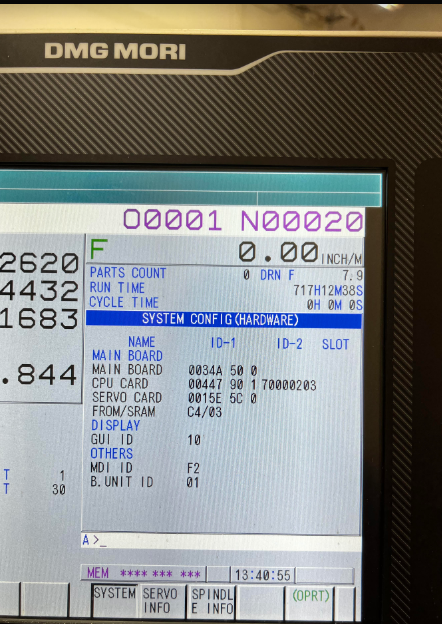 DMG MORI
O0001 N00020
2620
F 0.00 INCH/M
4432
PARTS COUNT 0 DRN F 7.9
RUN TIME 717H12M38S
1683
CYCLE TIME 0H 0M 0S
SYSTEM CONFIG(HARDWARE)
NAME ID-1 ID-2 SLOT
MAIN BOARD
.844
MAIN BOARD 0034A 50 0
CPU CARD 00447 90 1 70000203
SERVO CARD 0015E 5C 0
FROM/SRAM C4/03
DISPLAY
GUI ID 10
OTHERS
T 1
MDI ID F2
T 30
B.UNIT ID 01
A >_
MEM **** *** *** 13:40:55
SYSTEM SERVO INFO SPINDL E INFO (OPRT)